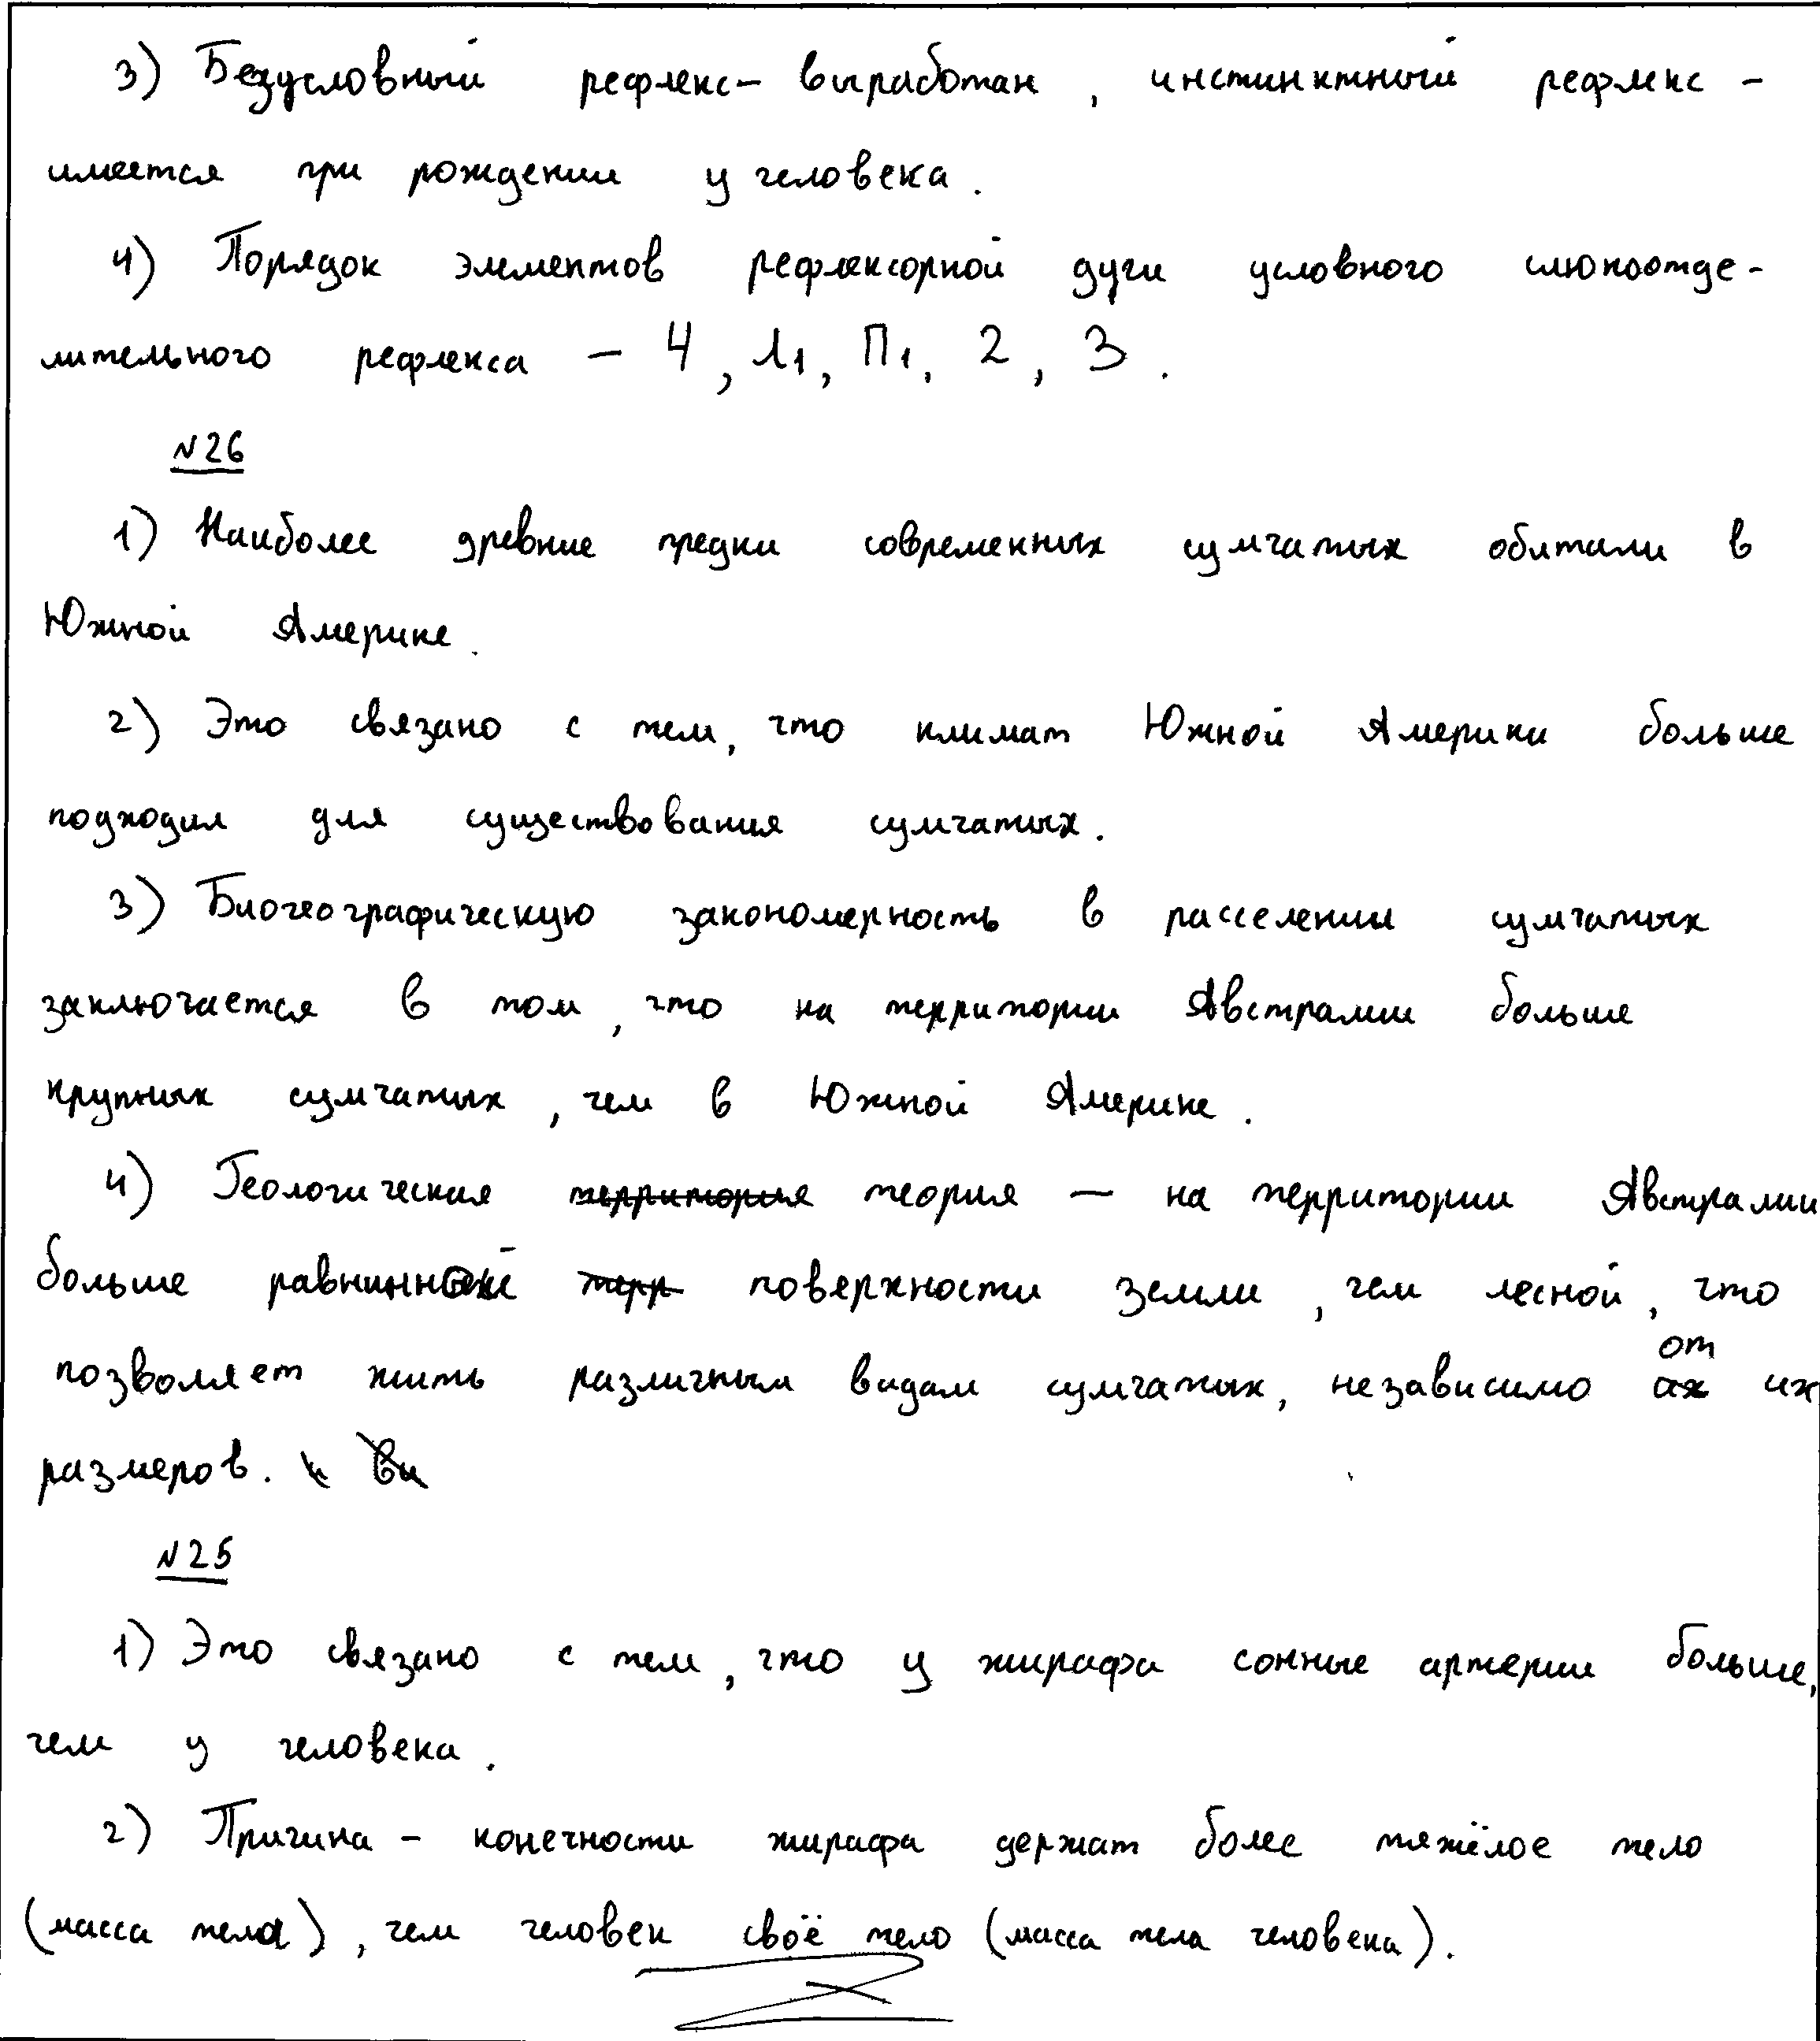 3) Безусловный рефлекс - выработан, инстинктный рефлекс -
имеется при рождении у человека.
4) Порядок элементов рефлексорной дуги условного слюноотде-
лительного рефлекса — 4, Л1, П1, 2, 3.
№26
1) Наиболее древние предки современных сумчатых обитали в
Южной Америке.
2) Это связано с тем, что климат Южной Америки больше
подходил для существования сумчатых.
3) Биогеографическую закономерность в расселении сумчатых
заключается в том, что на территории Австралии больше
крупных сумчатых, чем в Южной Америке.
4) Геологическая территория теория — на территории Австралии
больше равнинной терр поверхности земли, чем лесной, что
позволяет жить различным видам сумчатых, независимо от их
размеров.
№25
1) Это связано с тем, что у жирафа сонные артерии больше,
чем у человека.
2) Причина - конечности жирафа держат более тяжёлое тело
(масса тела), чем человек своё тело (масса тела человека).